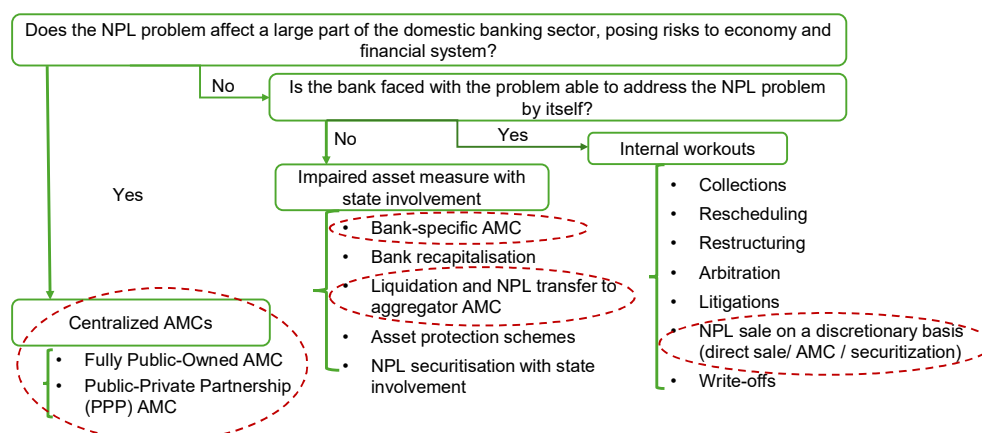 Does the NPL problem affect a large part of the domestic banking sector, posing risks to economy and
financial system?
No
Is the bank faced with the problem able to address the NPL problem
by itself?
No
Yes
Internal workouts
Impaired asset measure with
state involvement
Yes
• Collections
• Rescheduling
• Restructuring
• Arbitration
• Litigations
• NPL sale on a discretionary basis
(direct sale/ AMC / securitization)
• Write-offs
• Bank-specific AMC
• Bank recapitalisation
• Liquidation and NPL transfer to
aggregator AMC
• Asset protection schemes
• NPL securitisation with state
involvement
Centralized AMCs
• Fully Public-Owned AMC
• Public-Private Partnership
(PPP) AMC